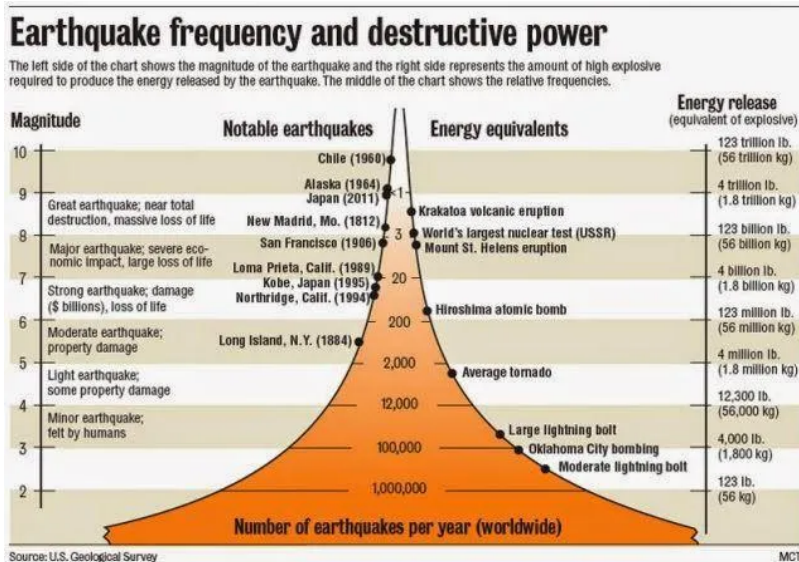 Earthquake frequency and destructive power
The left side of the chart shows the magnitude of the earthquake and the right side represents the amount of high explosive
required to produce the energy released by the earthquake. The middle of the chart shows the relative frequencies.
Magnitude
Notable earthquakes
Energy equivalents
Energy release
(equivalent of explosive)
10
9
8
7
6
5
4
3
2
Great earthquake; near total
destruction, massive loss of life
Major earthquake; severe eco-
nomic impact, large loss of life
Strong earthquake; damage
($ billions), loss of life
Moderate earthquake;
property damage
Light earthquake;
some property damage
Minor earthquake;
felt by humans
Chile (1960)
Alaska (1964)
Japan (2011)
New Madrid, Mo. (1812)
San Francisco (1906)
Loma Prieta, Calif. (1989)
Kobe, Japan (1995)
Northridge, Calif. (1994)
Long Island, N.Y. (1884)
<1
3
20
200
2,000
12,000
100,000
1,000,000
Krakatoa volcanic eruption
World's largest nuclear test (USSR)
Mount St. Helens eruption
Hiroshima atomic bomb
Average tornado
Large lightning bolt
Oklahoma City bombing
Moderate lightning bolt
123 trillion lb.
(56 trillion kg)
4 trillion lb.
(1.8 trillion kg)
123 billion lb.
(56 billion kg)
4 billion lb.
(1.8 billion kg)
123 million lb.
(56 million kg)
4 million lb.
(1.8 million kg)
12,300 lb.
(56,000 kg)
4,000 lb.
(1,800 kg)
123 lb.
(56 kg)
Number of earthquakes per year (worldwide)
Source: U.S. Geological Survey
MCT